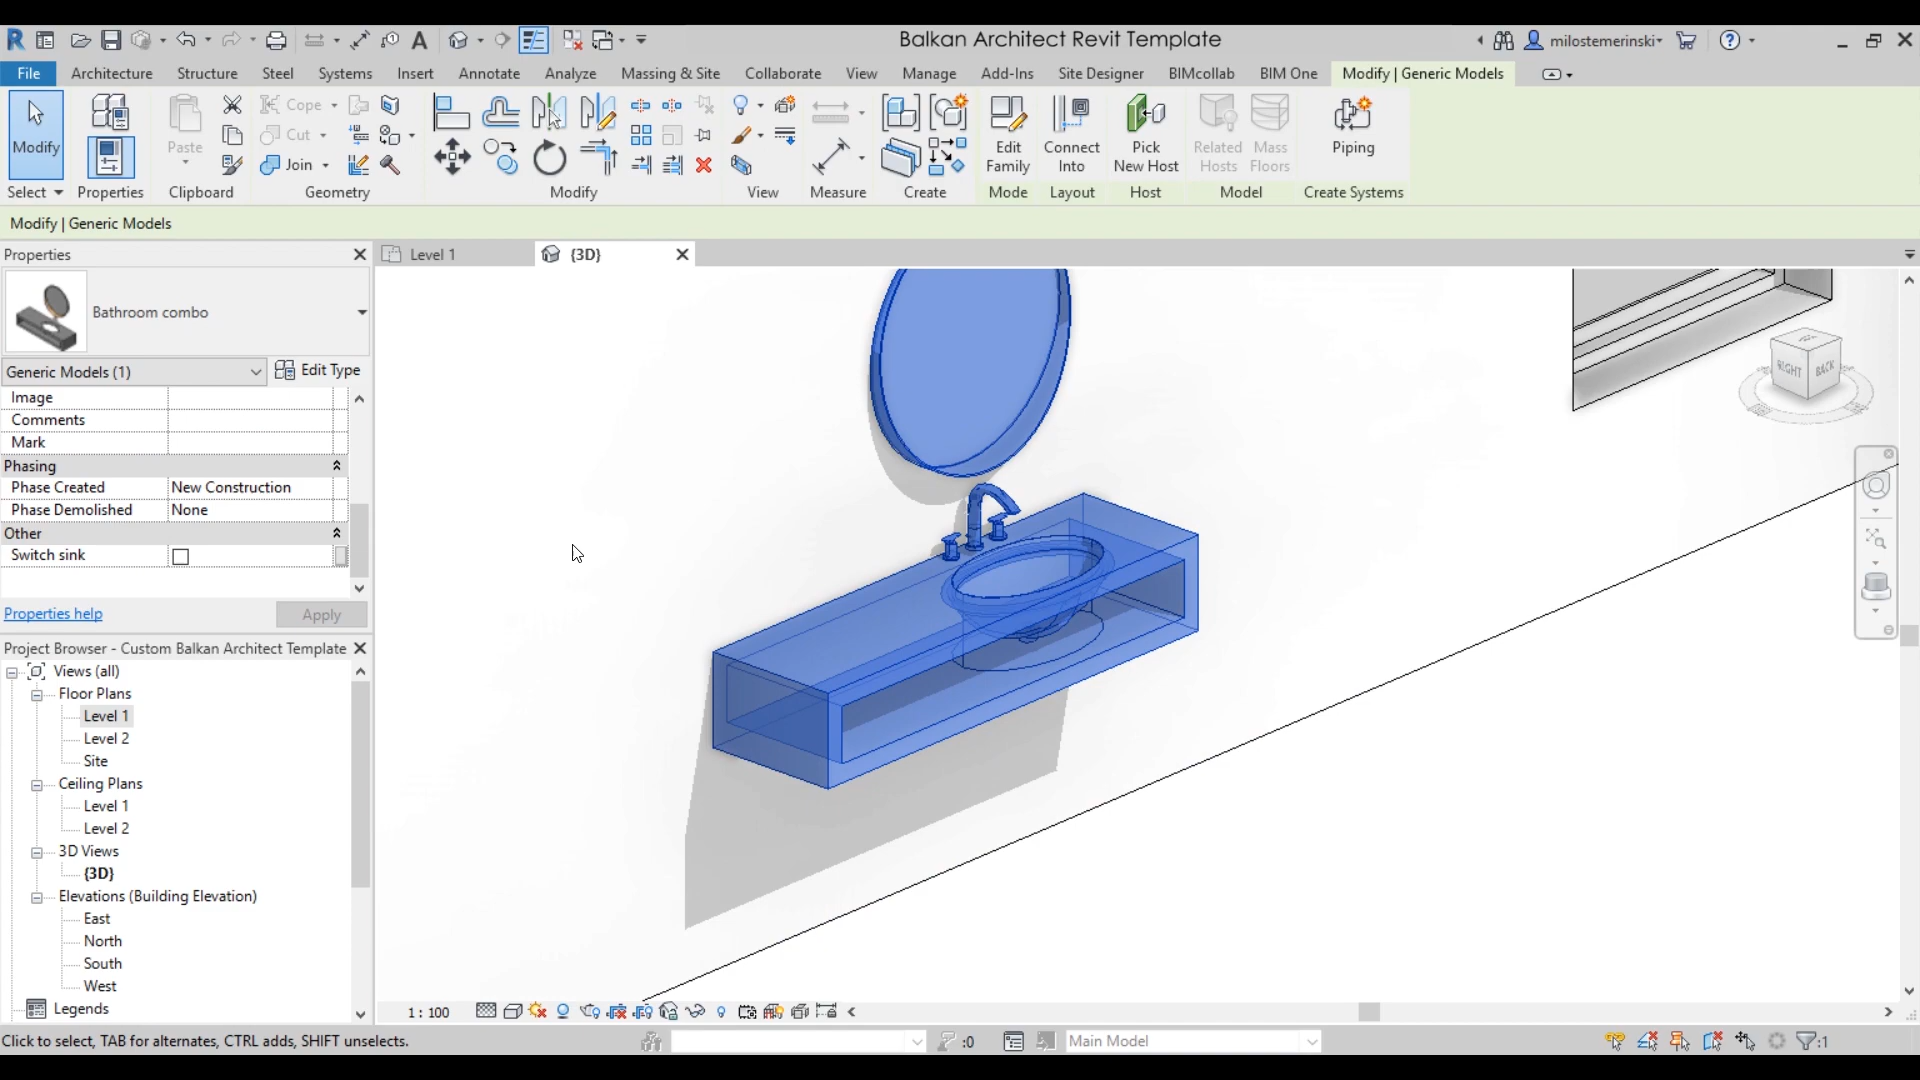 Balkan Architect Revit Template
milostemerinski
File Architecture Structure Steel Systems Insert Annotate Analyze Massing & Site Collaborate View Manage Add-Ins Site Designer BIMcollab BIM One Modify | Generic Models
Modify Paste Cope Cut Join Edit Family Connect Into Pick New Host Related Hosts Mass Floors Piping
Select Properties Clipboard Geometry Modify View Measure Create Mode Layout Host Model Create Systems
Modify | Generic Models
Properties
Level 1
{3D}
Bathroom combo
Generic Models (1)
Edit Type
Image
Comments
Mark
Phasing
Phase Created New Construction
Phase Demolished None
Other
Switch sink
Properties help
Apply
Project Browser - Custom Balkan Architect Template
Views (all)
Floor Plans
Level 1
Level 2
Site
Ceiling Plans
Level 1
Level 2
3D Views
{3D}
Elevations (Building Elevation)
East
North
South
West
Legends
RIGHT BACK
1 : 100
Click to select, TAB for alternates, CTRL adds, SHIFT unselects.
:0
Main Model
:1